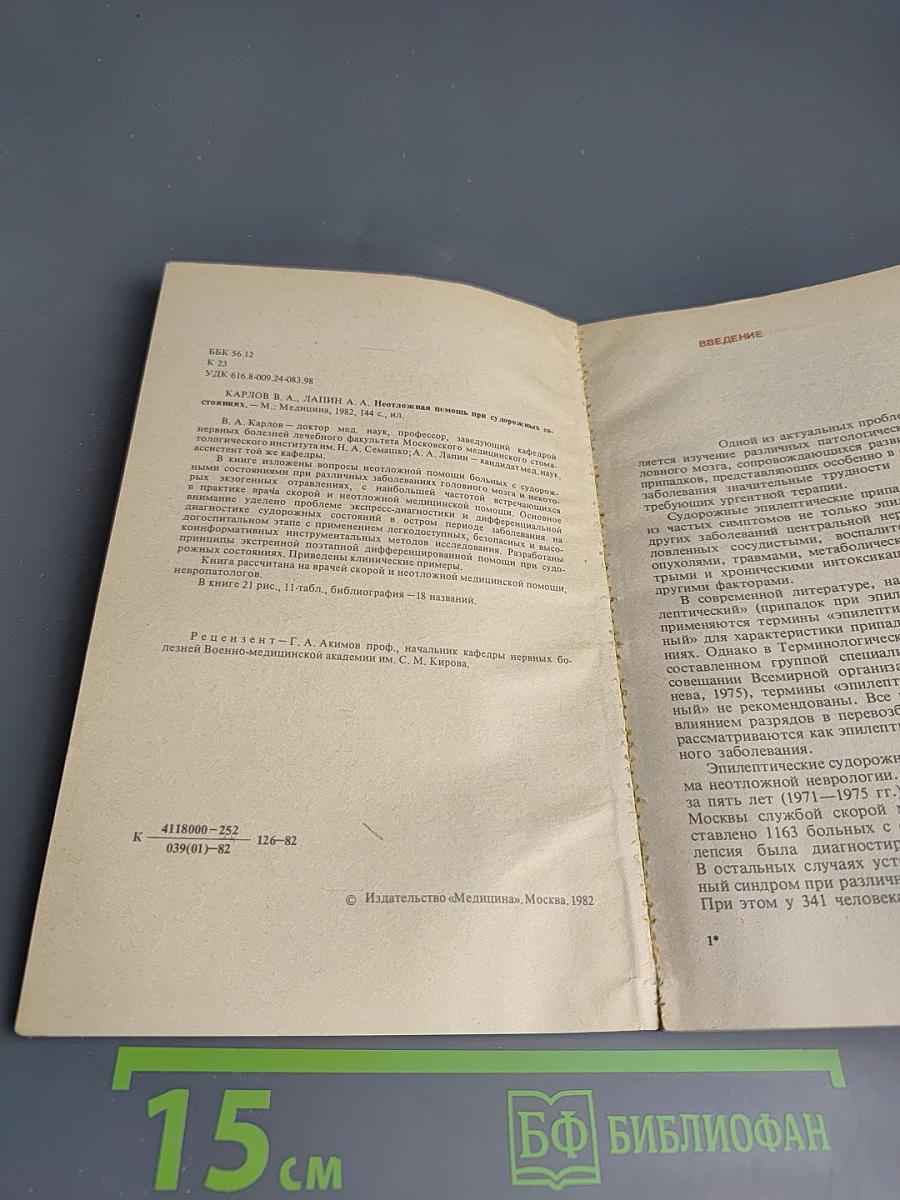 ББК 56.12
К 23
УДК 616.8-009.24-083.98
КАРЛОВ В. А., ЛАПИН А. А. Неотложная помощь при судорожных со-
стояниях. — М.: Медицина, 1982, 144 с., ил.
В. А. Карлов — доктор мед. наук, профессор, заведующий кафедрой
нервных болезней лечебного факультета Московского медицинского стома-
тологического института им. Н. А. Семашко; А. А. Лапин — кандидат мед. наук,
ассистент той же кафедры.
В книге изложены вопросы неотложной помощи больных с судорож-
ными состояниями при различных заболеваниях головного мозга и некото-
рых экзогенных отравлениях, с наибольшей частотой встречающихся
в практике врача скорой и неотложной медицинской помощи. Основное
внимание уделено проблеме экспресс-диагностики и дифференциальной
диагностике судорожных состояний в остром периоде заболевания на
догоспитальном этапе с применением легкодоступных, безопасных и высо-
коинформативных инструментальных методов исследования. Разработаны
принципы экстренной поэтапной дифференцированной помощи при судо-
рожных состояниях. Приведены клинические примеры.
Книга рассчитана на врачей скорой и неотложной медицинской помощи,
невропатологов.
В книге 21 рис., 11-табл., библиография — 18 названий.
Рецензент — Г. А. Акимов проф., начальник кафедры нервных бо-
лезней Военно-медицинской академии им. С. М. Кирова.
К 4118000—252
039(01)—82 126—82
© Издательство «Медицина», Москва, 1982
ВВЕДЕНИЕ
Одной из актуальных пробле
ляется изучение различных патологическ
ловного мозга, сопровождающихся разви
припадков, представляющих особенно в
заболевания значительные трудности
требующих ургентной терапии.
Судорожные эпилептические припа
из частых симптомов не только эпи
других заболеваний центральной нер
ловленных сосудистыми, воспалите
опухолями, травмами, метаболическ
трыми и хроническими интоксикац
другими факторами.
В современной литературе, на
лептический» (припадок при эпил
применяются термины «эпилепти
ный» для характеристики припад
ниях. Однако в Терминологическ
составленном группой специали
совещании Всемирной организа
нева, 1975), термины «эпилепт
ный» не рекомендованы. Все
влиянием разрядов в перевозб
рассматриваются как эпилепт
ного заболевания.
Эпилептические судорожн
ма неотложной неврологии.
за пять лет (1971—1975 гг.)
Москвы службой скорой
ставлено 1163 больных с
лепсия была диагностир
В остальных случаях уст
ный синдром при различн
При этом у 341 человека
1*
15 см
БФ БИБЛИОФАН